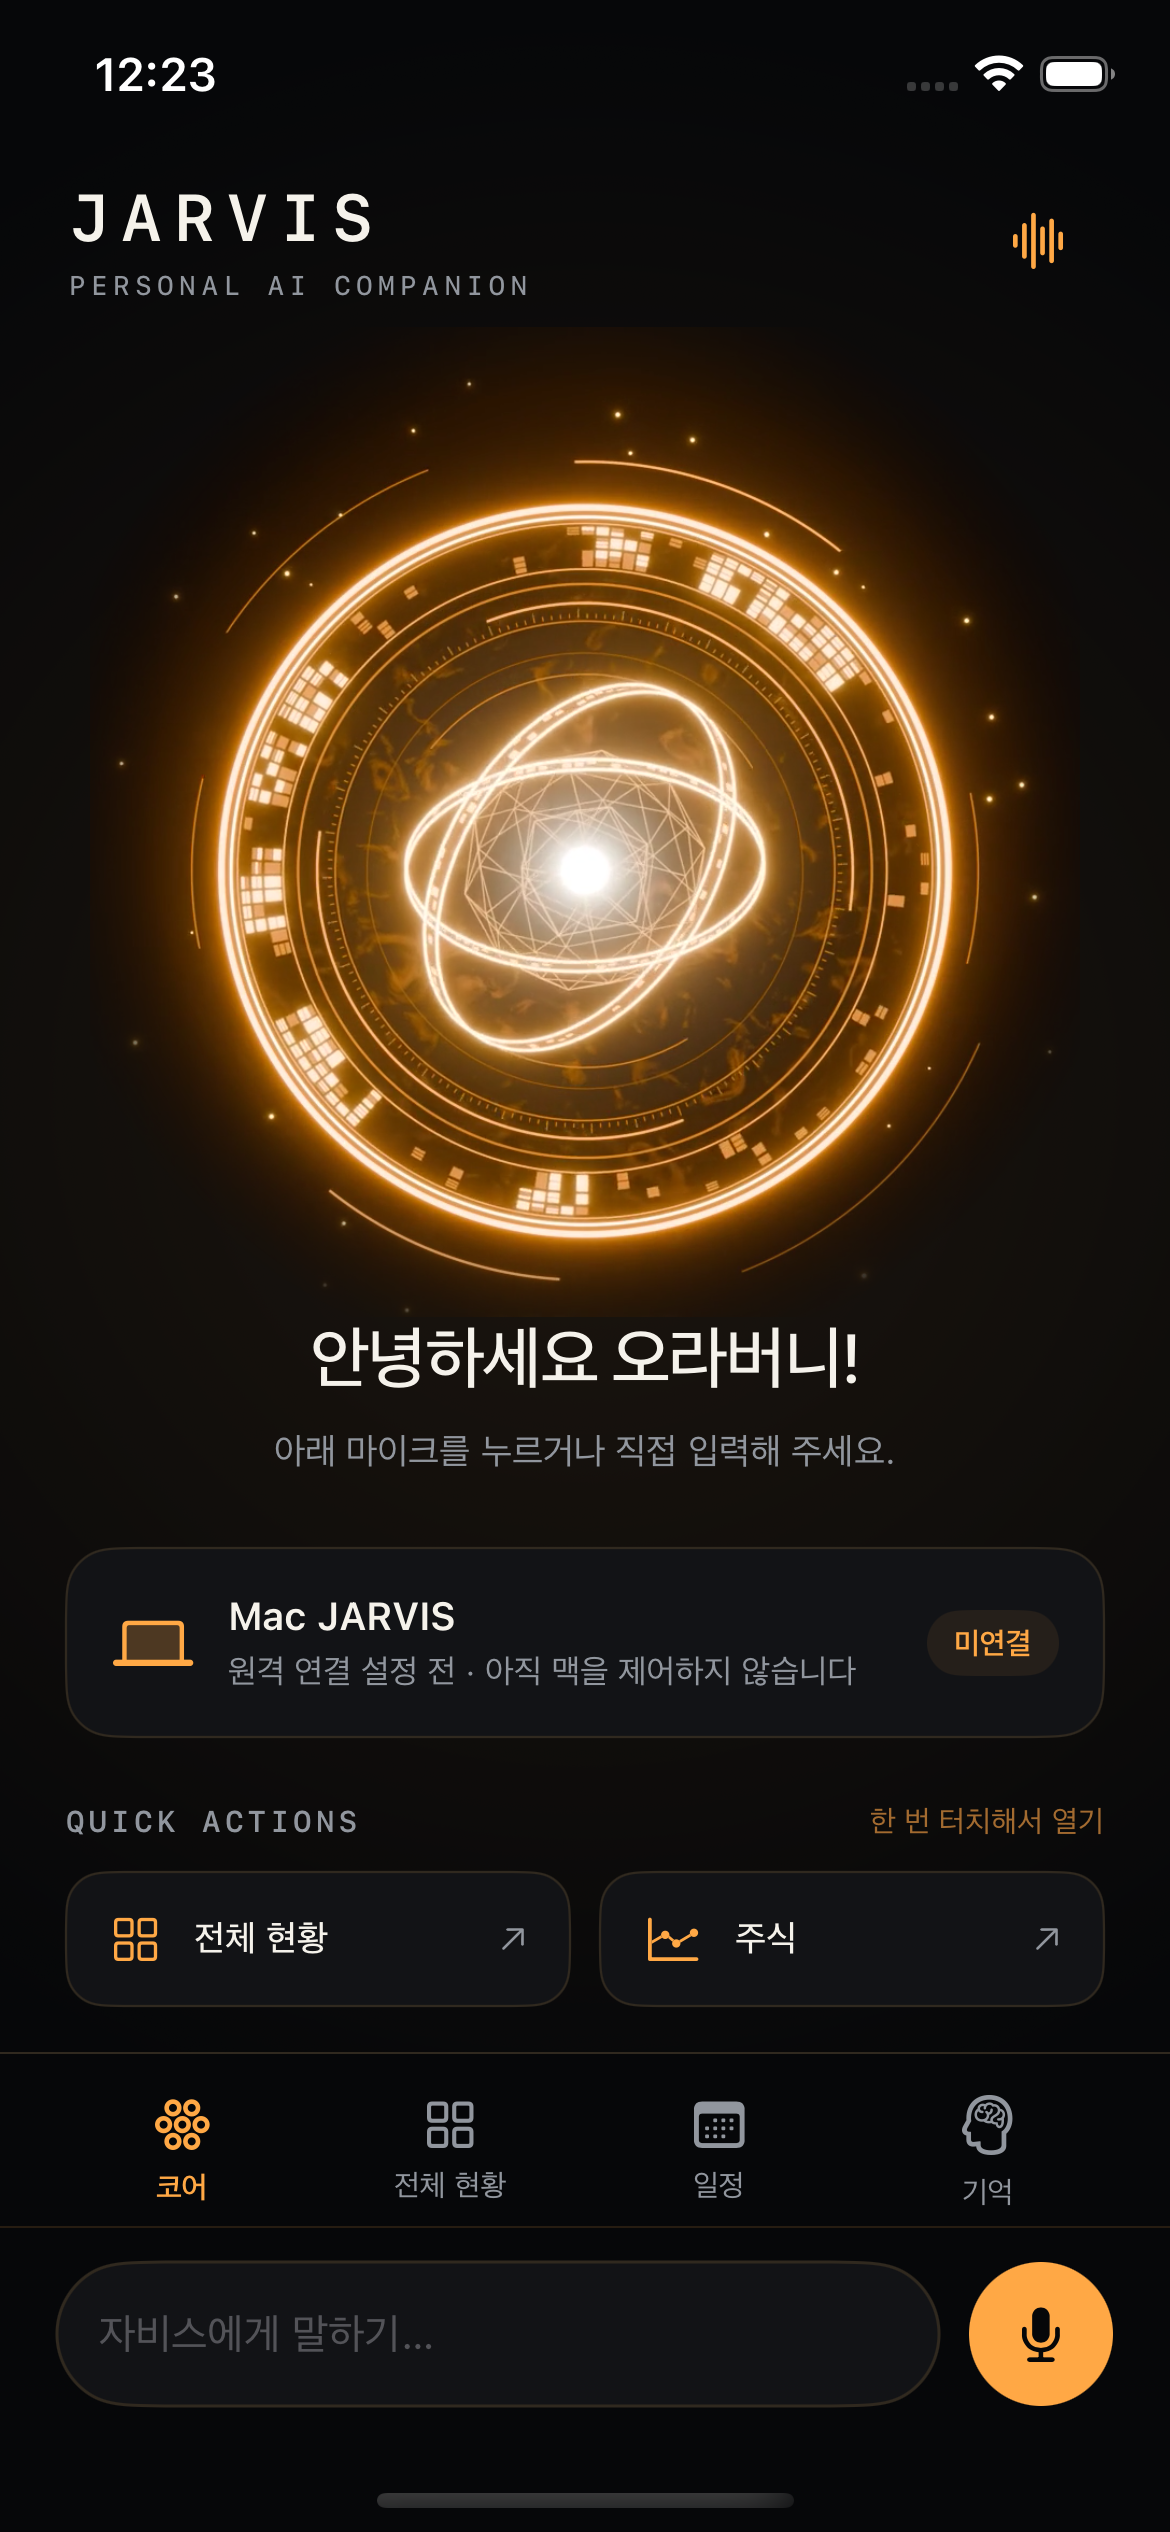 12:23
JARVIS
PERSONAL AI COMPANION
안녕하세요 오라버니!
아래 마이크를 누르거나 직접 입력해 주세요.
Mac JARVIS
원격 연결 설정 전 · 아직 맥을 제어하지 않습니다
미연결
QUICK ACTIONS
한 번 터치해서 열기
전체 현황
주식
코어
전체 현황
일정
기억
자비스에게 말하기...